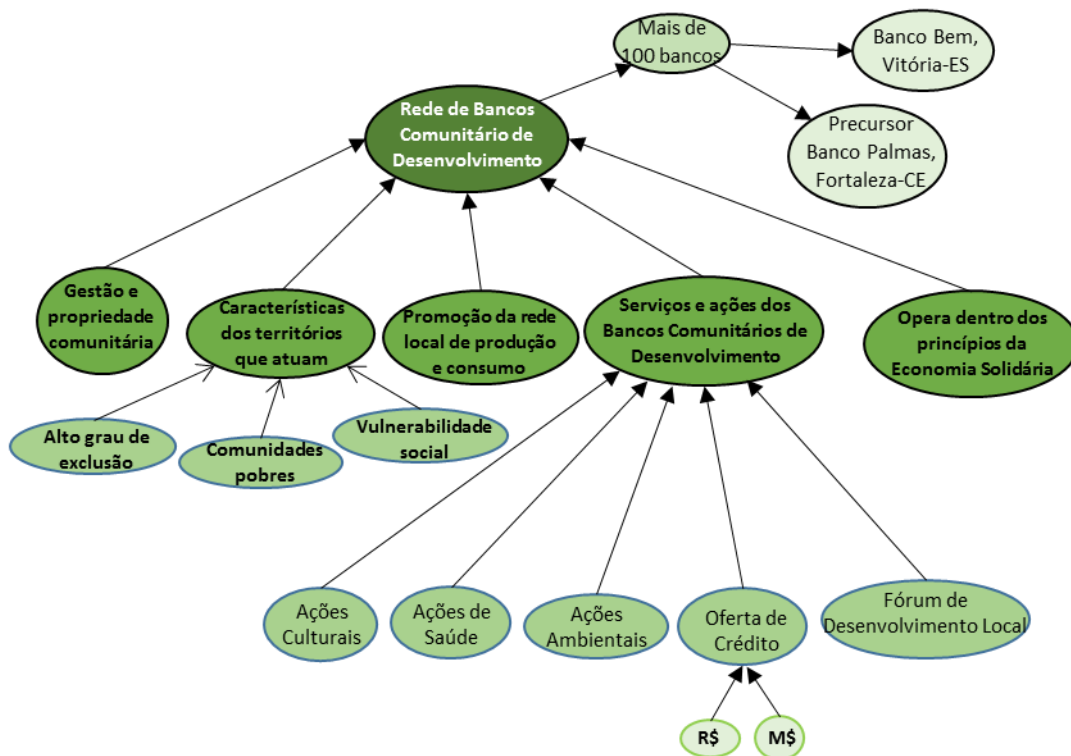 Mais de
100 bancos
Banco Bem,
Vitória-ES
Rede de Bancos
Comunitário de
Desenvolvimento
Precursor
Banco Palmas,
Fortaleza-CE
Gestão e
propriedade
comunitária
Características
dos territórios
que atuam
Promoção da rede
local de produção
e consumo
Serviços e ações dos
Bancos Comunitários de
Desenvolvimento
Opera dentro dos
princípios da
Economia Solidária
Alto grau de
exclusão
Comunidades
pobres
Vulnerabilidade
social
Ações
Culturais
Ações de
Saúde
Ações
Ambientais
Oferta de
Crédito
Fórum de
Desenvolvimento Local
R$
M$